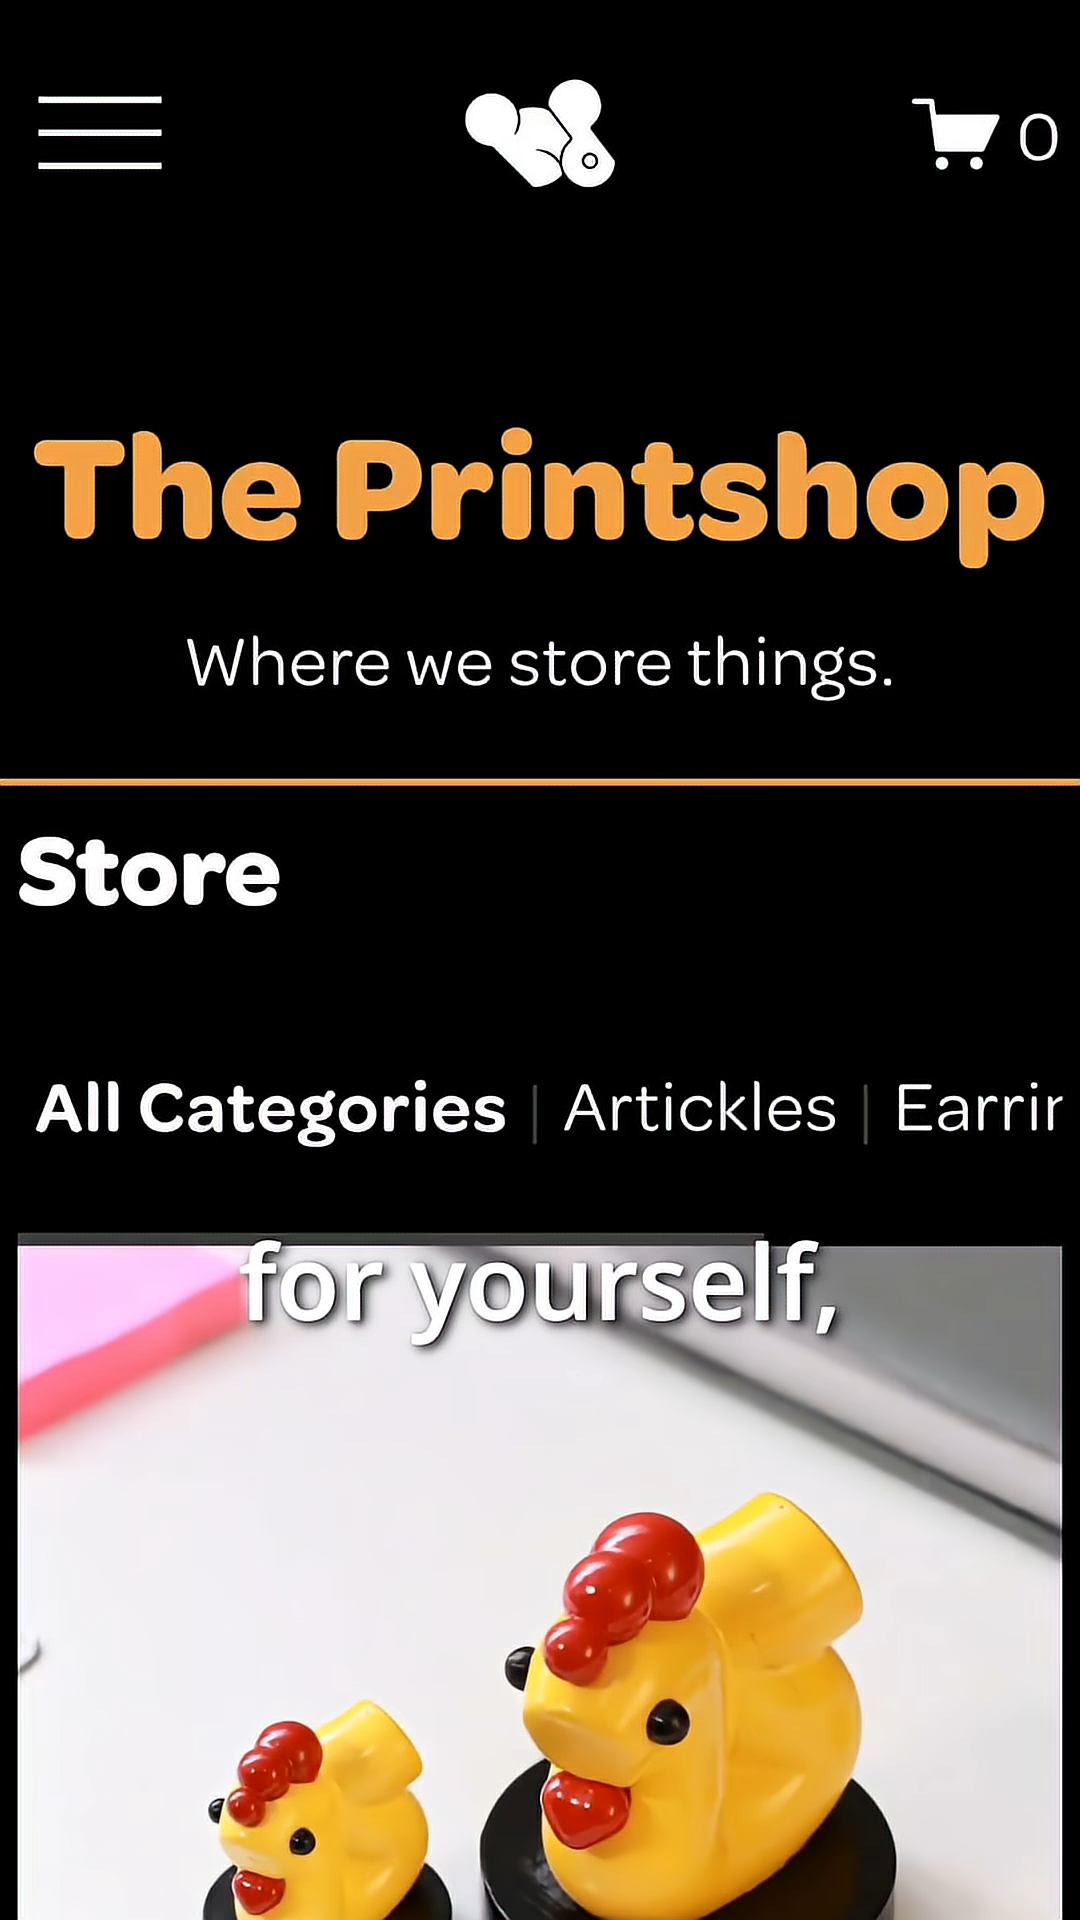 0
The Printshop
Where we store things.
Store
All Categories | Artickles | Earrir
for yourself,